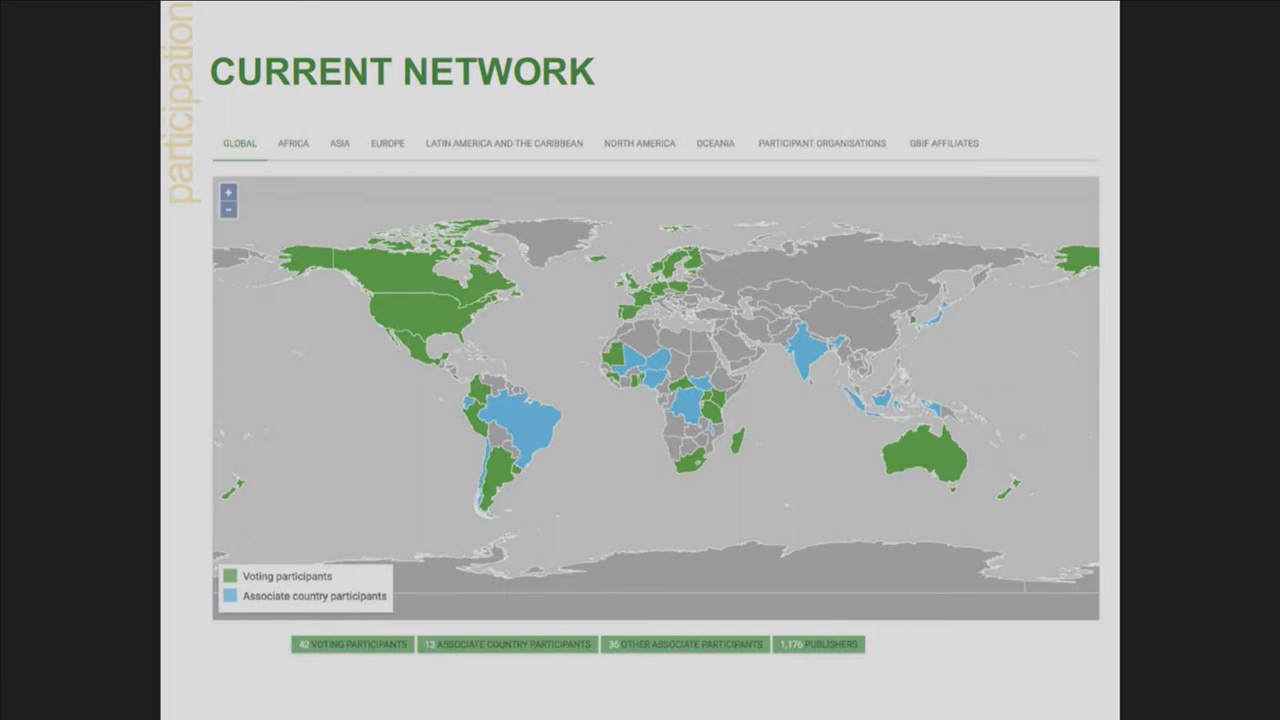 participation
CURRENT NETWORK
GLOBAL AFRICA ASIA EUROPE LATIN AMERICA AND THE CARIBBEAN NORTH AMERICA OCEANIA PARTICIPANT ORGANISATIONS GBIF AFFILIATES
+
-
Voting participants
Associate country participants
42 VOTING PARTICIPANTS 13 ASSOCIATE COUNTRY PARTICIPANTS 36 OTHER ASSOCIATE PARTICIPANTS 1,176 PUBLISHERS